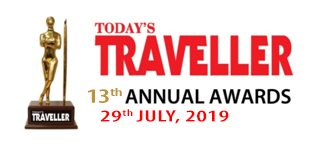 TODAY'S
TRAVELLER
13th ANNUAL AWARDS
29th JULY, 2019
TRAVELLER